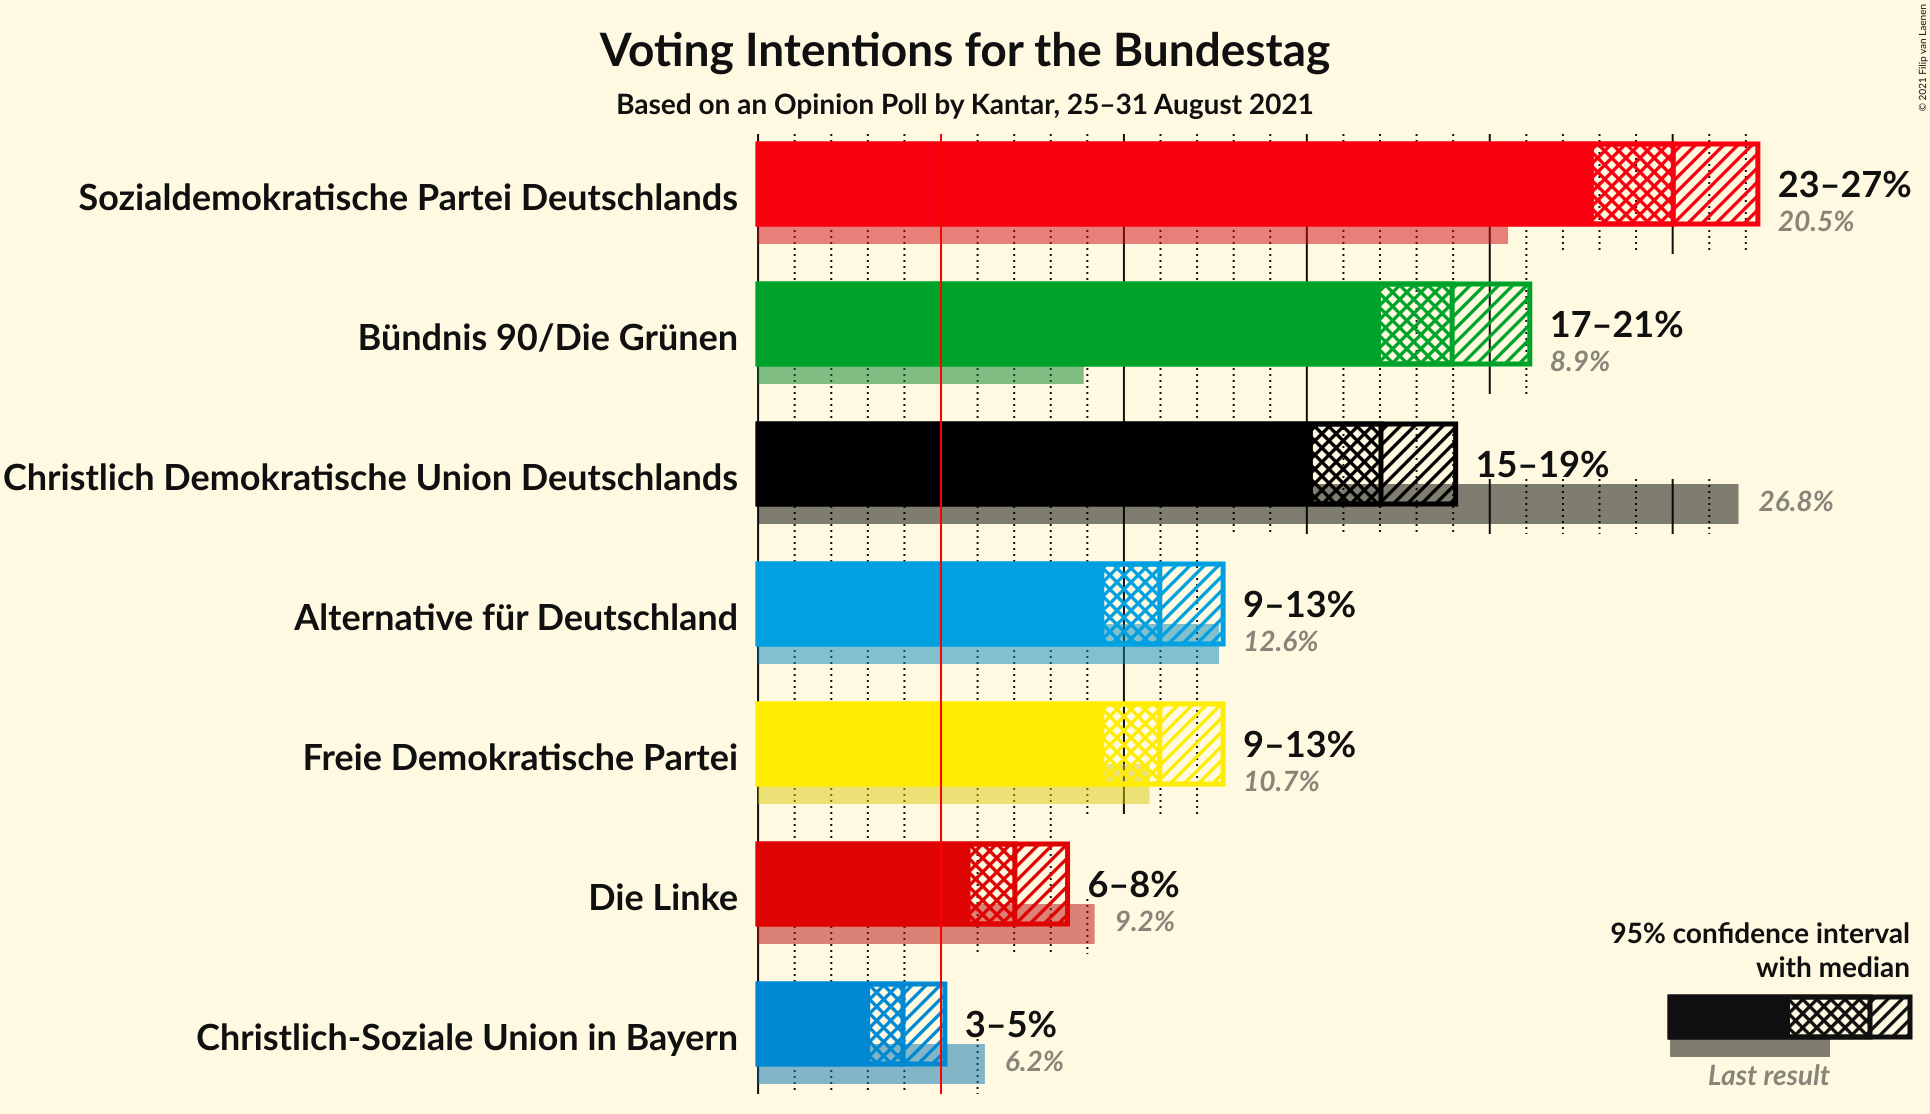 Voting Intentions for the Bundestag
Based on an Opinion Poll by Kantar, 25–31 August 2021
© 2021 Filip van Laenen
Sozialdemokratische Partei Deutschlands
23–27%
20.5%
Bündnis 90/Die Grünen
17–21%
8.9%
Christlich Demokratische Union Deutschlands
15–19%
26.8%
Alternative für Deutschland
9–13%
12.6%
Freie Demokratische Partei
9–13%
10.7%
Die Linke
6–8%
9.2%
Christlich-Soziale Union in Bayern
3–5%
6.2%
95% confidence interval
with median
Last result